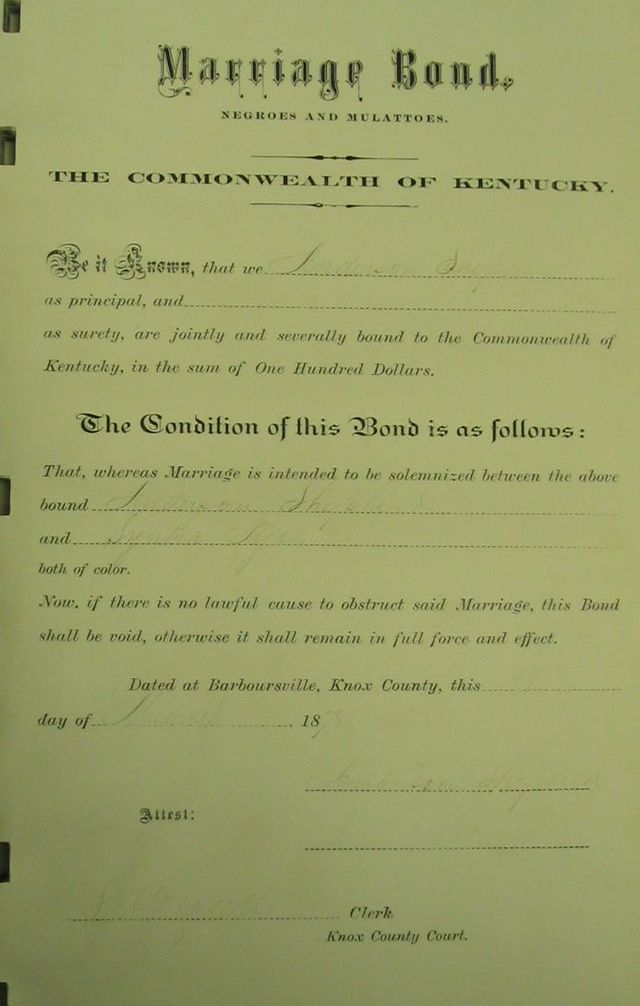 Marriage Bond.
NEGROES AND MULATTOES.
THE COMMONWEALTH OF KENTUCKY.
Be it Known, that we
as principal, and
as surety, are jointly and severally bound to the Commonwealth of
Kentucky, in the sum of One Hundred Dollars.
The Condition of this Bond is as follows:
That, whereas Marriage is intended to be solemnized between the above
bound
and
both of color.
Now, if there is no lawful cause to obstruct said Marriage, this Bond
shall be void, otherwise it shall remain in full force and effect.
Dated at Barboursville, Knox County, this
day of 18
Attest:
Clerk
Knox County Court.